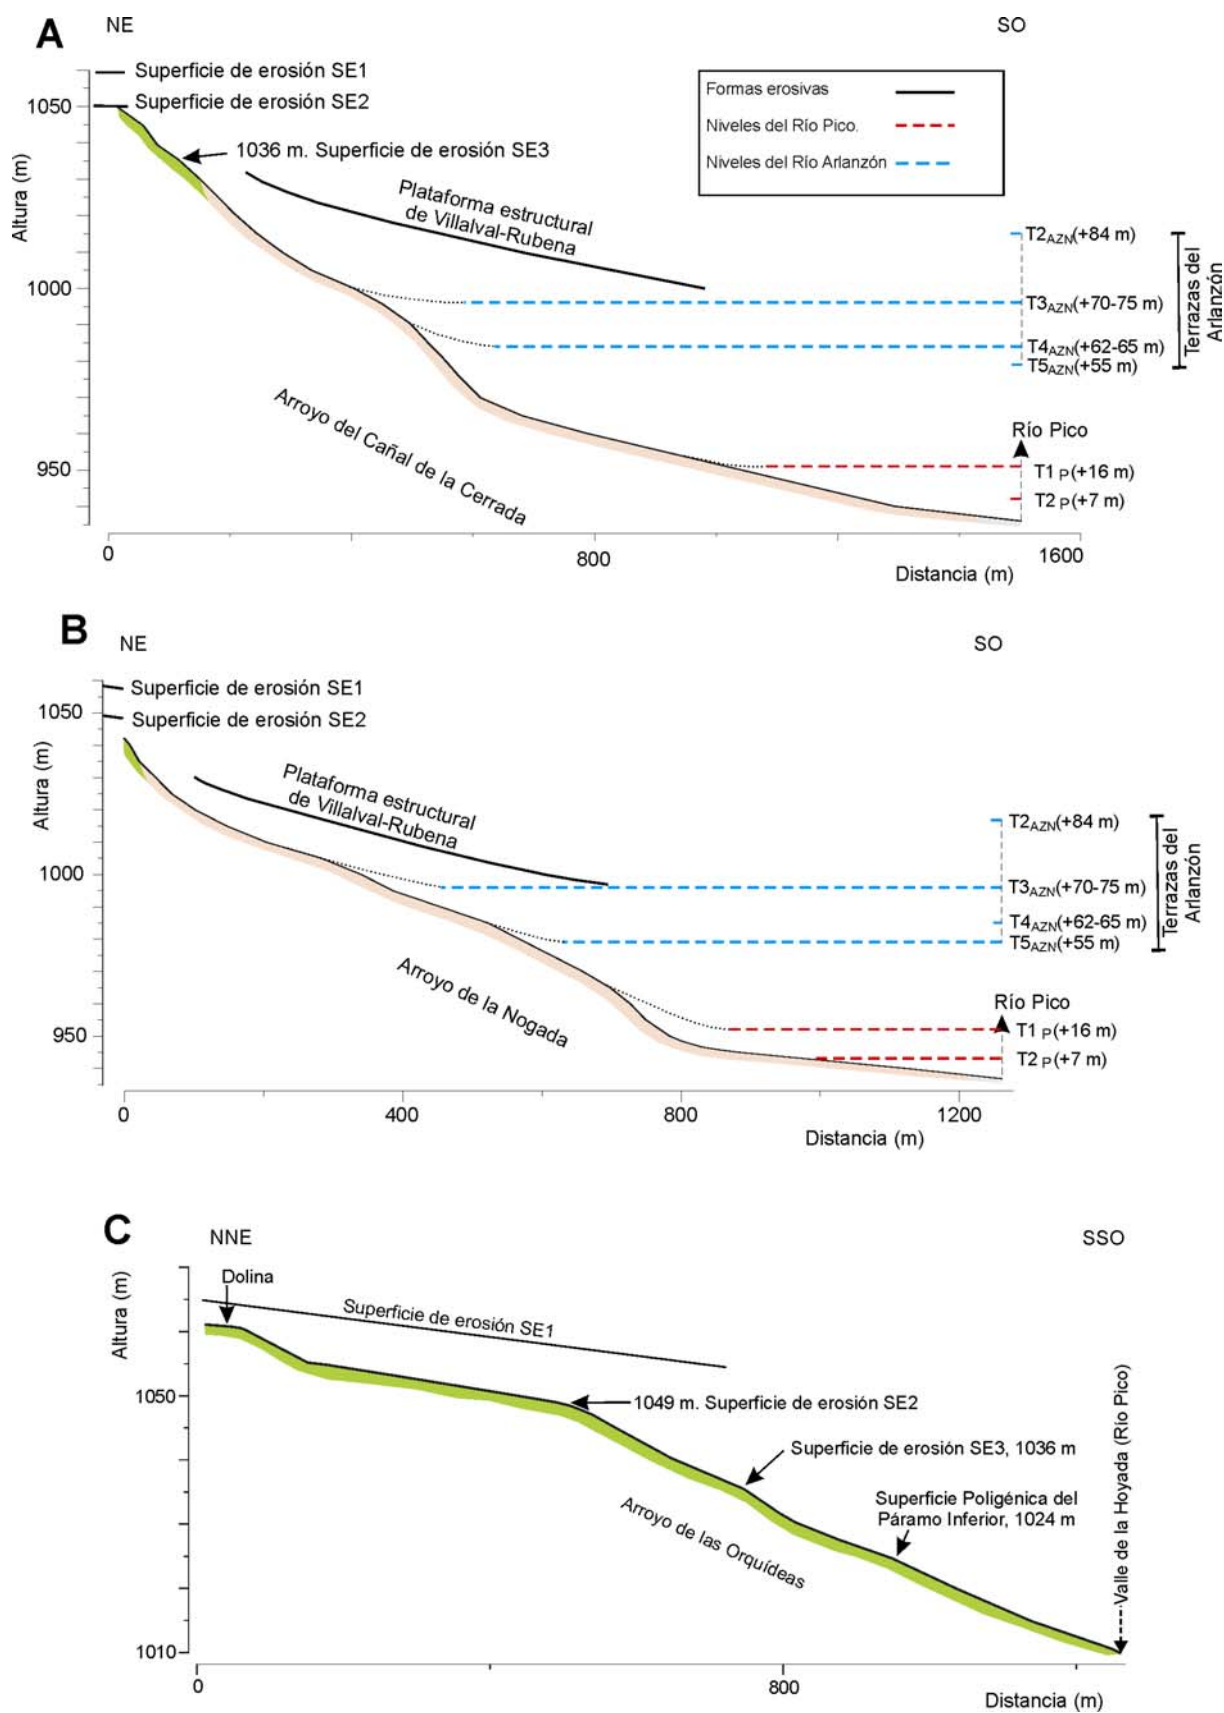 A
NE
SO
Superficie de erosión SE1
Superficie de erosión SE2
1036 m. Superficie de erosión SE3
Plataforma estructural
de Villalval-Rubena
Formas erosivas
Niveles del Río Pico.
Niveles del Río Arlanzón
Altura (m)
1050
1000
950
T2AZN(+84 m)
T3AZN(+70-75 m)
T4AZN(+62-65 m)
T5AZN(+55 m)
Terrazas del
Arlanzón
Arroyo del Cañal de la Cerrada
Río Pico
T1 P(+16 m)
T2 P(+7 m)
0
800
1600
Distancia (m)
B
NE
SO
Superficie de erosión SE1
Superficie de erosión SE2
Plataforma estructural
de Villalval-Rubena
Altura (m)
1050
1000
950
T2AZN(+84 m)
T3AZN(+70-75 m)
T4AZN(+62-65 m)
T5AZN(+55 m)
Terrazas del
Arlanzón
Arroyo de la Nogada
Río Pico
T1 P(+16 m)
T2 P(+7 m)
0
400
800
1200
Distancia (m)
C
NNE
SSO
Dolina
Superficie de erosión SE1
Altura (m)
1050
1010
1049 m. Superficie de erosión SE2
Superficie de erosión SE3, 1036 m
Superficie Poligénica del
Páramo Inferior, 1024 m
Arroyo de las Orquídeas
Valle de la Hoyada (Río Pico)
0
800
Distancia (m)